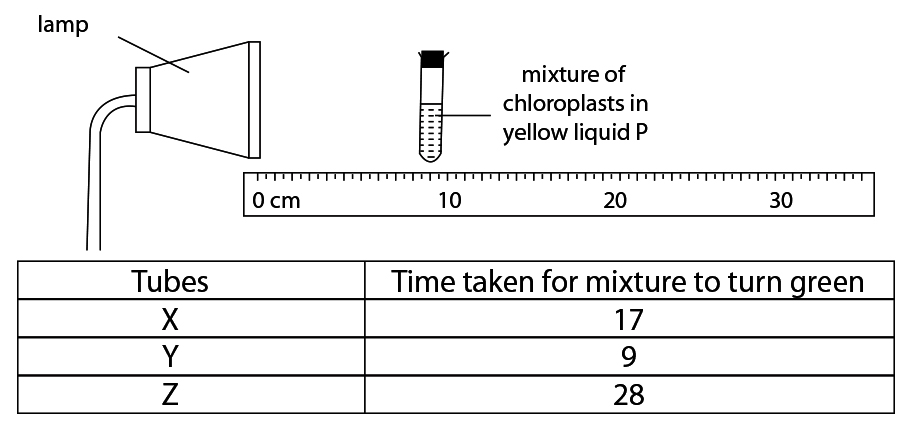 lamp
mixture of
chloroplasts in
yellow liquid P
0 cm 10 20 30
Tubes Time taken for mixture to turn green
X 17
Y 9
Z 28